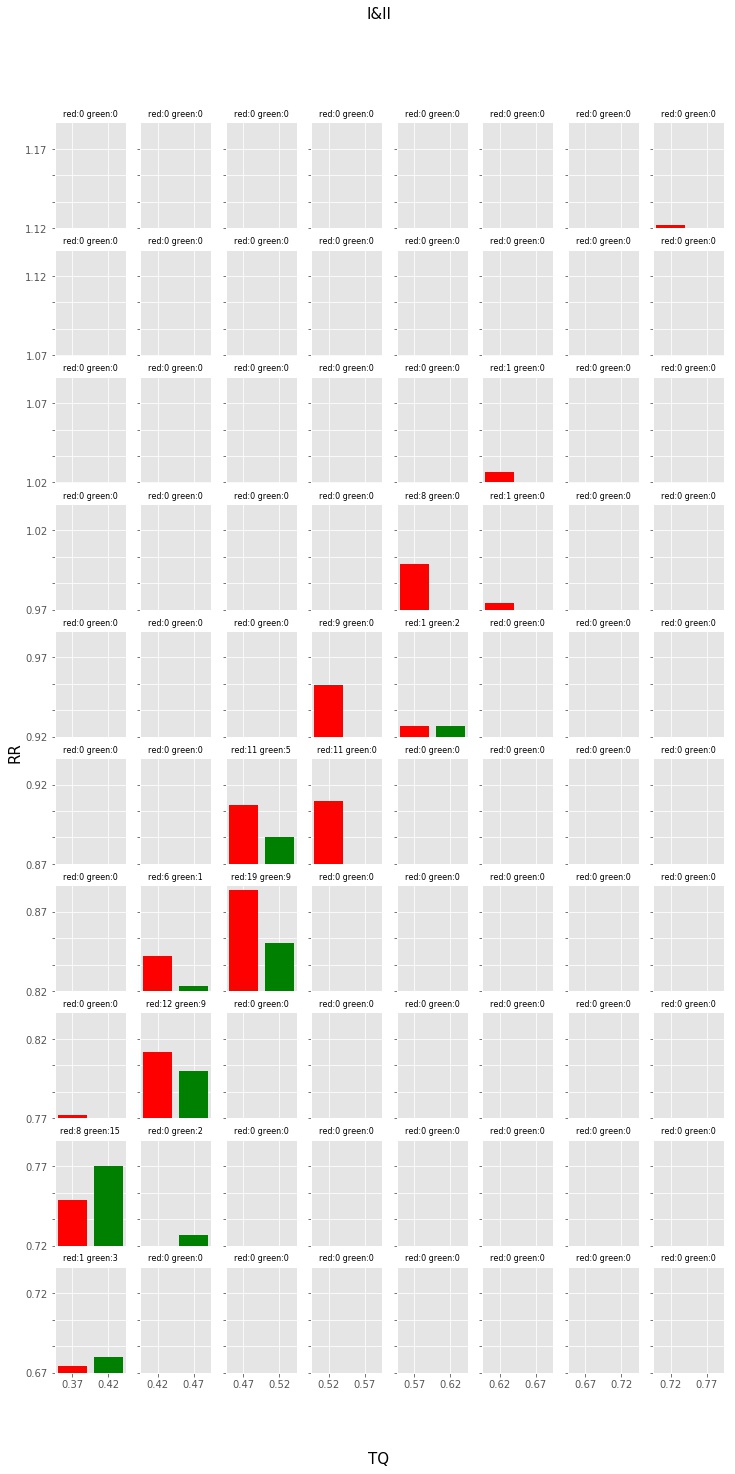 I&II
red:0 green:0 red:0 green:0 red:0 green:0 red:0 green:0 red:0 green:0 red:0 green:0 red:0 green:0 red:0 green:0
1.17
1.12
red:0 green:0 red:0 green:0 red:0 green:0 red:0 green:0 red:0 green:0 red:0 green:0 red:0 green:0 red:0 green:0
1.12
1.07
red:0 green:0 red:0 green:0 red:0 green:0 red:0 green:0 red:0 green:0 red:1 green:0 red:0 green:0 red:0 green:0
1.07
1.02
red:0 green:0 red:0 green:0 red:0 green:0 red:0 green:0 red:8 green:0 red:1 green:0 red:0 green:0 red:0 green:0
1.02
0.97
red:0 green:0 red:0 green:0 red:0 green:0 red:9 green:0 red:1 green:2 red:0 green:0 red:0 green:0 red:0 green:0
0.97
0.92
RR
red:0 green:0 red:0 green:0 red:11 green:5 red:11 green:0 red:0 green:0 red:0 green:0 red:0 green:0 red:0 green:0
0.92
0.87
red:0 green:0 red:6 green:1 red:19 green:9 red:0 green:0 red:0 green:0 red:0 green:0 red:0 green:0 red:0 green:0
0.87
0.82
red:0 green:0 red:12 green:9 red:0 green:0 red:0 green:0 red:0 green:0 red:0 green:0 red:0 green:0 red:0 green:0
0.82
0.77
red:8 green:15 red:0 green:2 red:0 green:0 red:0 green:0 red:0 green:0 red:0 green:0 red:0 green:0 red:0 green:0
0.77
0.72
red:1 green:3 red:0 green:0 red:0 green:0 red:0 green:0 red:0 green:0 red:0 green:0 red:0 green:0 red:0 green:0
0.72
0.67
0.37 0.42 0.42 0.47 0.47 0.52 0.52 0.57 0.57 0.62 0.62 0.67 0.67 0.72 0.72 0.77
TQ